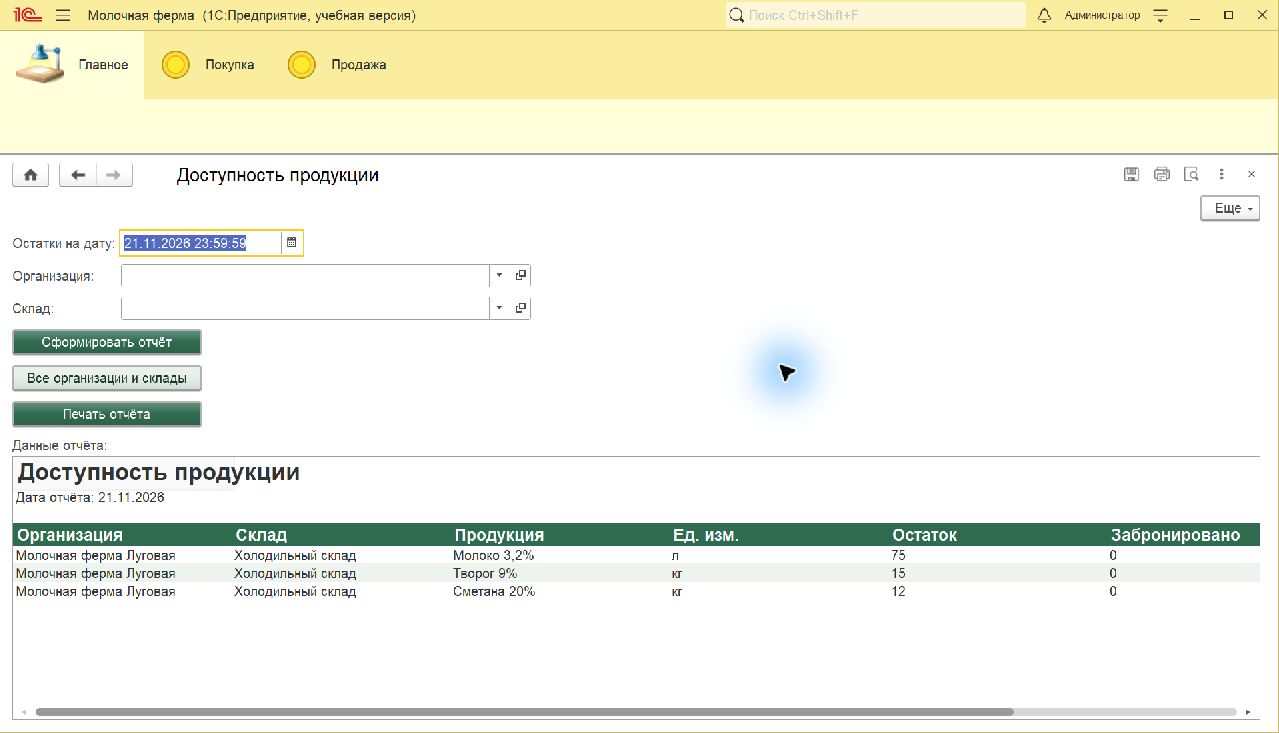 1С Молочная ферма (1С:Предприятие, учебная версия) Поиск Ctrl+Shift+F Администратор
Главное Покупка Продажа
Доступность продукции
Еще
Остатки на дату: 21.11.2026 23:59:59
Организация:
Склад:
Сформировать отчёт
Все организации и склады
Печать отчёта
Данные отчёта:
Доступность продукции
Дата отчёта: 21.11.2026
Организация Склад Продукция Ед. изм. Остаток Забронировано
Молочная ферма Луговая Холодильный склад Молоко 3,2% л 75 0
Молочная ферма Луговая Холодильный склад Творог 9% кг 15 0
Молочная ферма Луговая Холодильный склад Сметана 20% кг 12 0